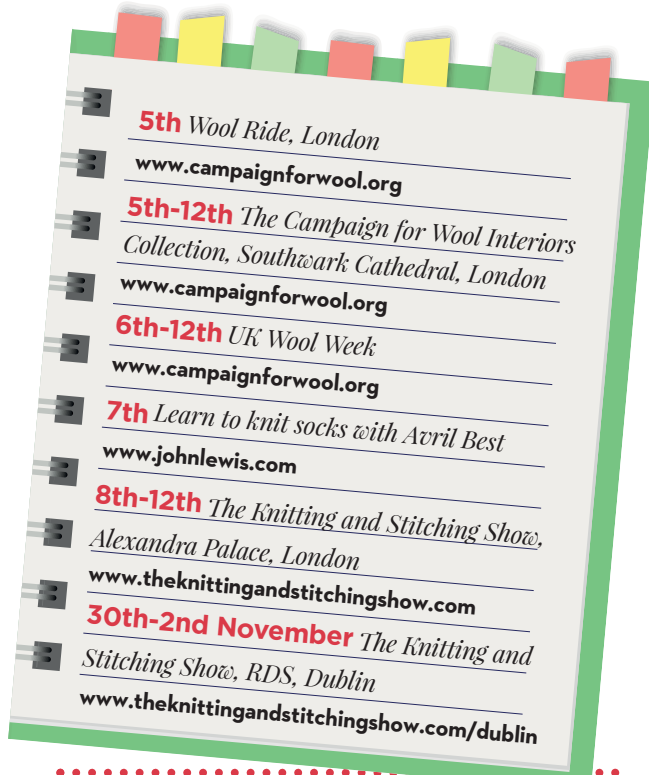 5th Wool Ride, London
www.campaignforwool.org
5th-12th The Campaign for Wool Interiors
Collection, Southwark Cathedral, London
www.campaignforwool.org
6th-12th UK Wool Week
www.campaignforwool.org
7th Learn to knit socks with Avril Best
www.johnlewis.com
8th-12th The Knitting and Stitching Show,
Alexandra Palace, London
www.theknittingandstitchingshow.com
30th-2nd November The Knitting and
Stitching Show, RDS, Dublin
www.theknittingandstitchingshow.com/dublin